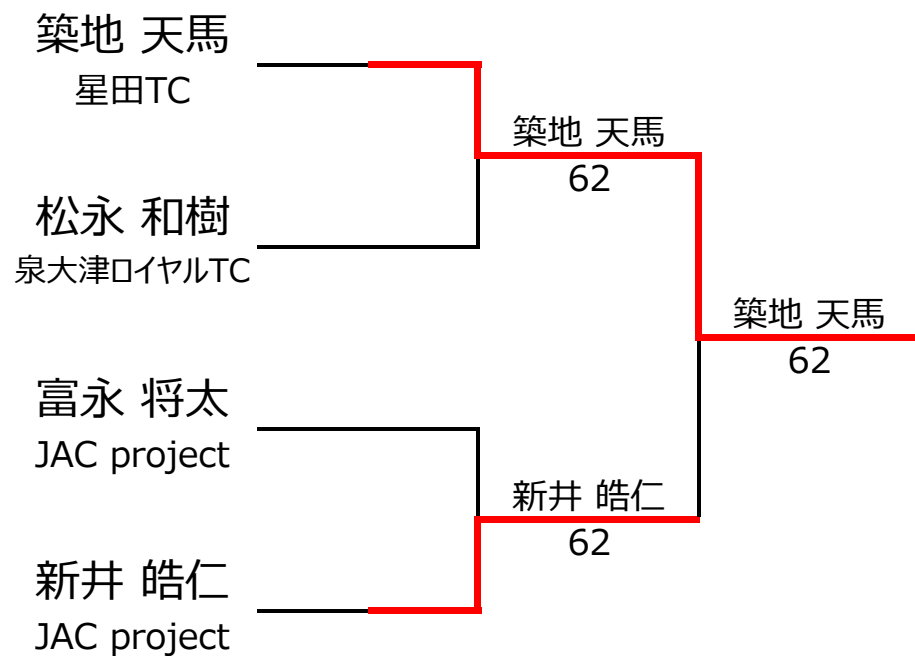 築地 天馬
星田TC
松永 和樹
泉大津ロイヤルTC
富永 将太
JAC project
新井 皓仁
JAC project
築地 天馬
62
新井 皓仁
62
築地 天馬
62